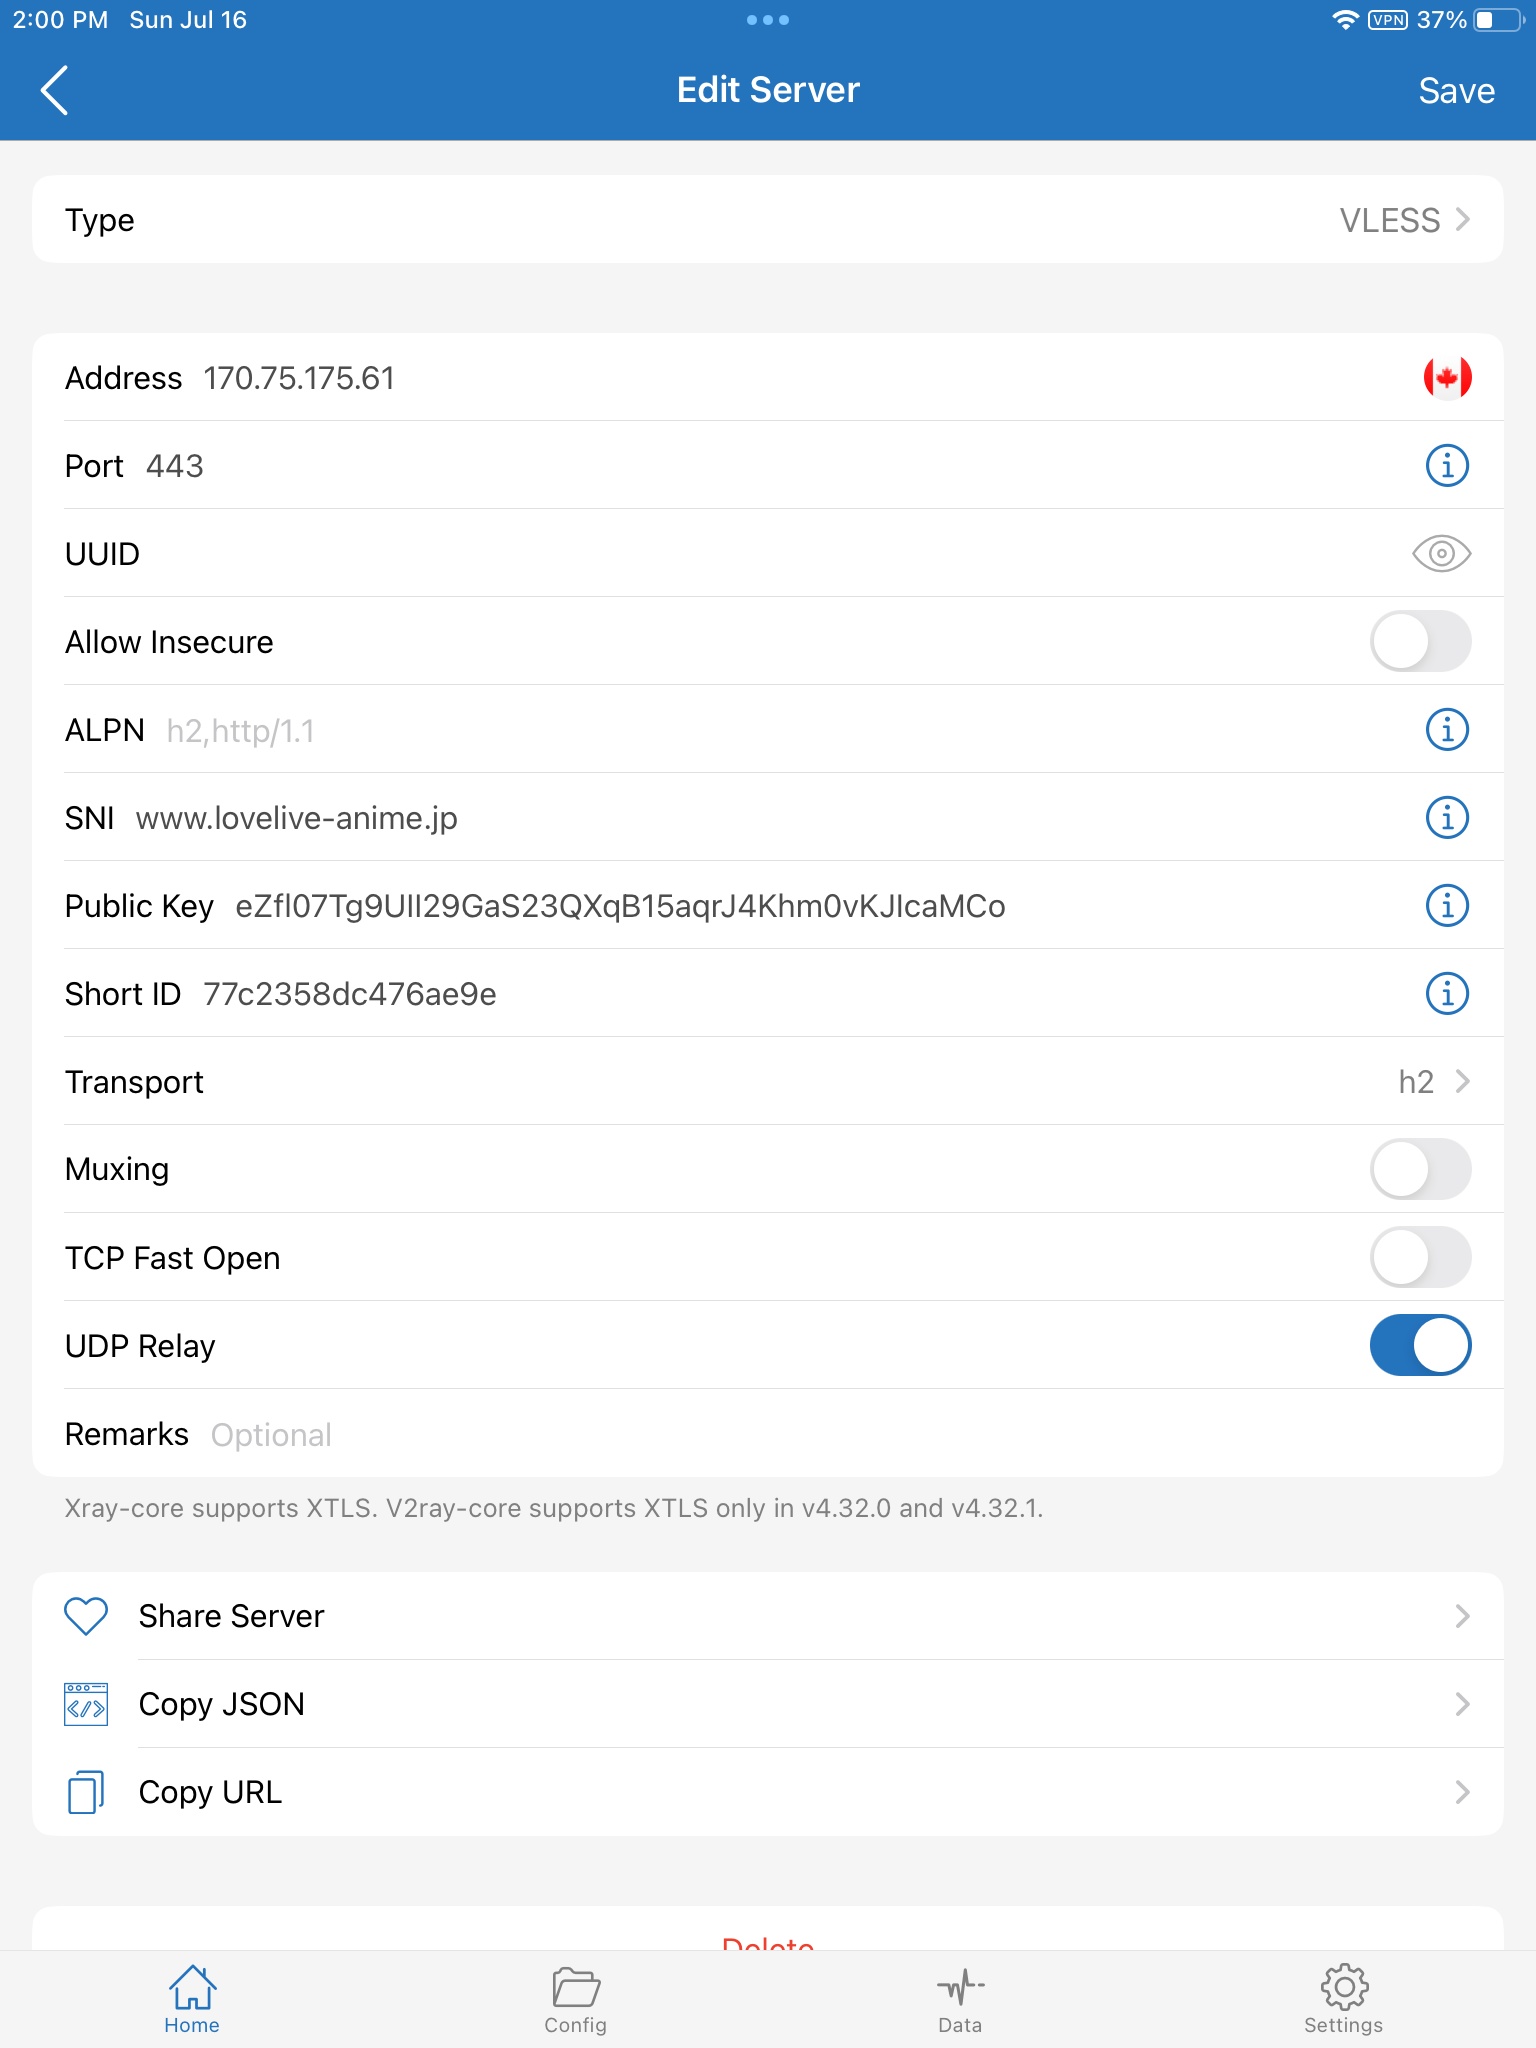 2:00 PM Sun Jul 16
VPN 37%
Edit Server
Save
Type VLESS
Address 170.75.175.61
Port 443
UUID
Allow Insecure
ALPN h2,http/1.1
SNI www.lovelive-anime.jp
Public Key eZfl07Tg9UII29GaS23QXqB15aqrJ4Khm0vKJIcaMCo
Short ID 77c2358dc476ae9e
Transport h2
Muxing
TCP Fast Open
UDP Relay
Remarks Optional
Xray-core supports XTLS. V2ray-core supports XTLS only in v4.32.0 and v4.32.1.
Share Server
Copy JSON
Copy URL
Delete
Home Config Data Settings